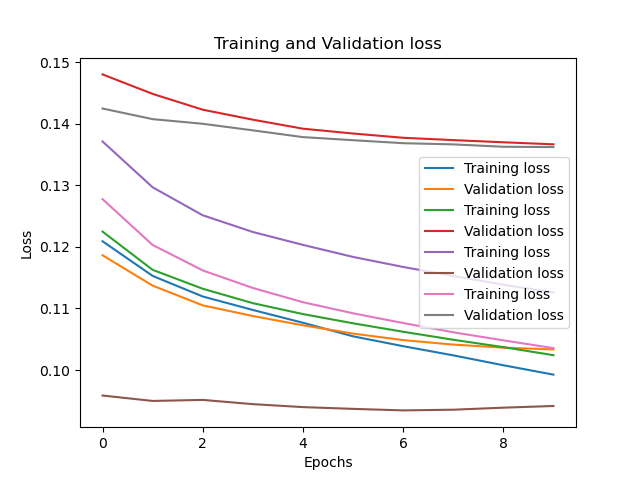 Training and Validation loss
0.15
0.14
0.13
0.12
0.11
0.10
Loss
Training loss
Validation loss
Training loss
Validation loss
Training loss
Validation loss
Training loss
Validation loss
0 2 4 6 8
Epochs